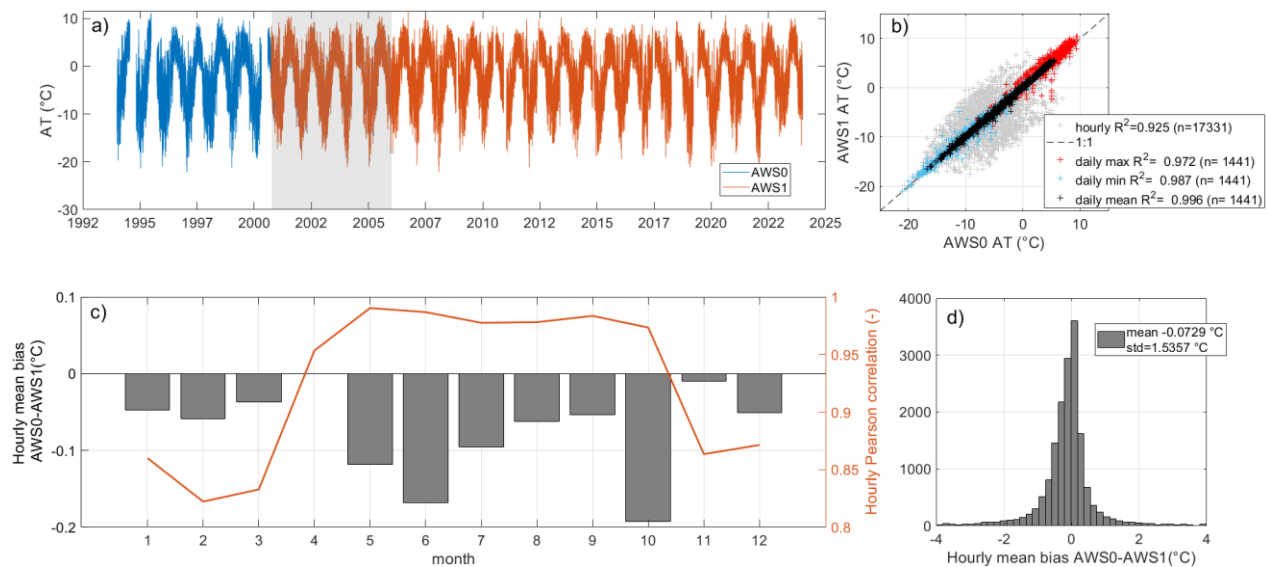 a)
AT (°C)
10
0
-10
-20
-30
1992
1995
1997
2000
2002
2005
2007
2010
2012
2015
2017
2020
2022
2025
AWS0
AWS1
b)
AWS1 AT (°C)
10
0
-10
-20
-20
-10
0
10
AWS0 AT (°C)
hourly R²=0.925 (n=17331)
1:1
daily max R²= 0.972 (n= 1441)
daily min R²= 0.987 (n= 1441)
daily mean R²= 0.996 (n= 1441)
c)
Hourly mean bias
AWS0-AWS1(°C)
0.1
0
-0.1
-0.2
1
2
3
4
5
6
7
8
9
10
11
12
month
1
0.95
0.9
0.85
0.8
Hourly Pearson correlation (-)
d)
4000
3000
2000
1000
0
-4
-2
0
2
4
Hourly mean bias AWS0-AWS1(°C)
mean -0.0729 °C
std=1.5357 °C